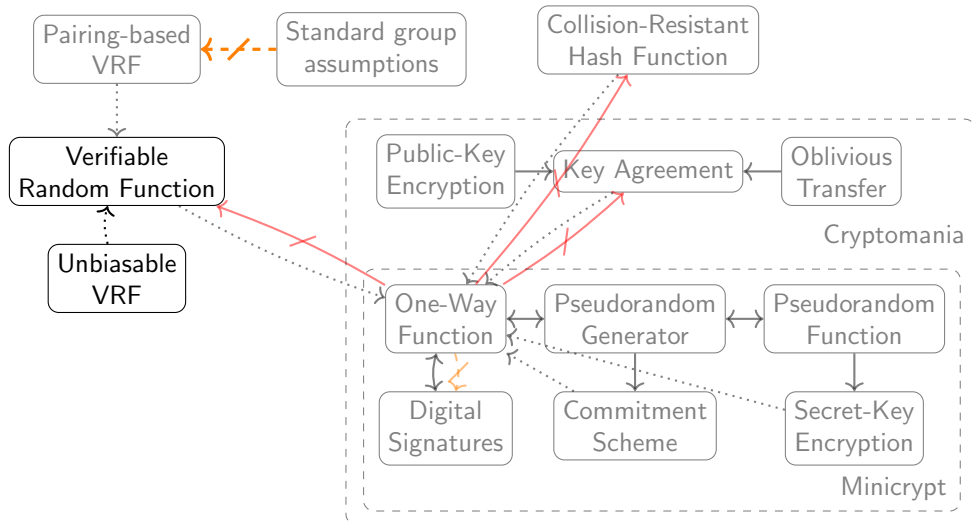 Pairing-based
VRF
Standard group
assumptions
Collision-Resistant
Hash Function
Verifiable
Random Function
Public-Key
Encryption
Key Agreement
Oblivious
Transfer
Cryptomania
Unbiasable
VRF
One-Way
Function
Pseudorandom
Generator
Pseudorandom
Function
Digital
Signatures
Commitment
Scheme
Secret-Key
Encryption
Minicrypt